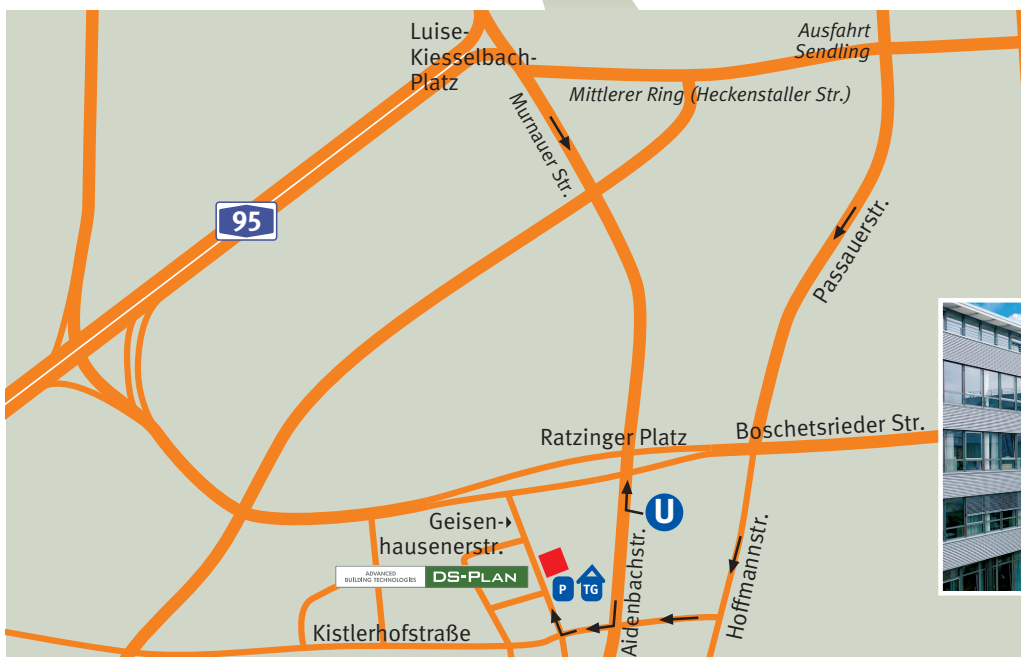 Luise-
Kiesselbach-
Platz
Ausfahrt
Sendling
Mittlerer Ring (Heckenstaller Str.)
Murnauer Str.
95
Passauerstr.
Ratzinger Platz
Boschetsrieder Str.
U
Geisen-
hausenerstr.
ADVANCED
BUILDING TECHNOLOGIES
DS-PLAN
P
TG
Aidenbachstr.
Hoffmannstr.
Kistlerhofstraße